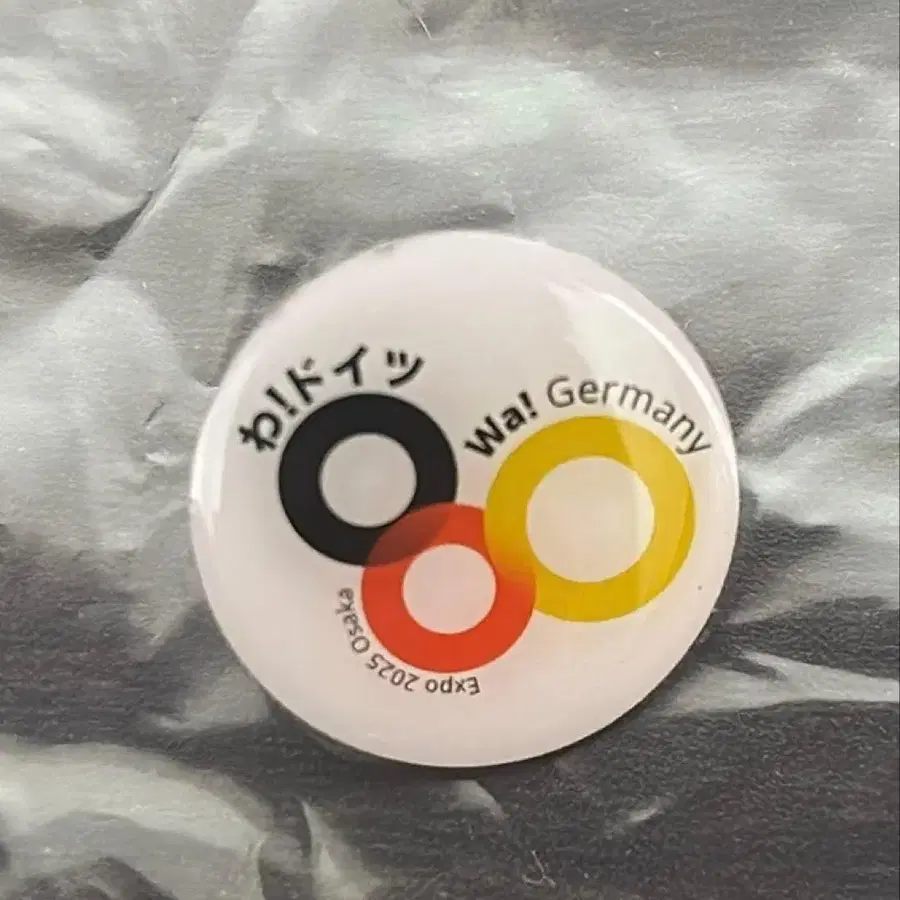 わ!ドイツ
Wa! Germany
Expo 2025 Osaka